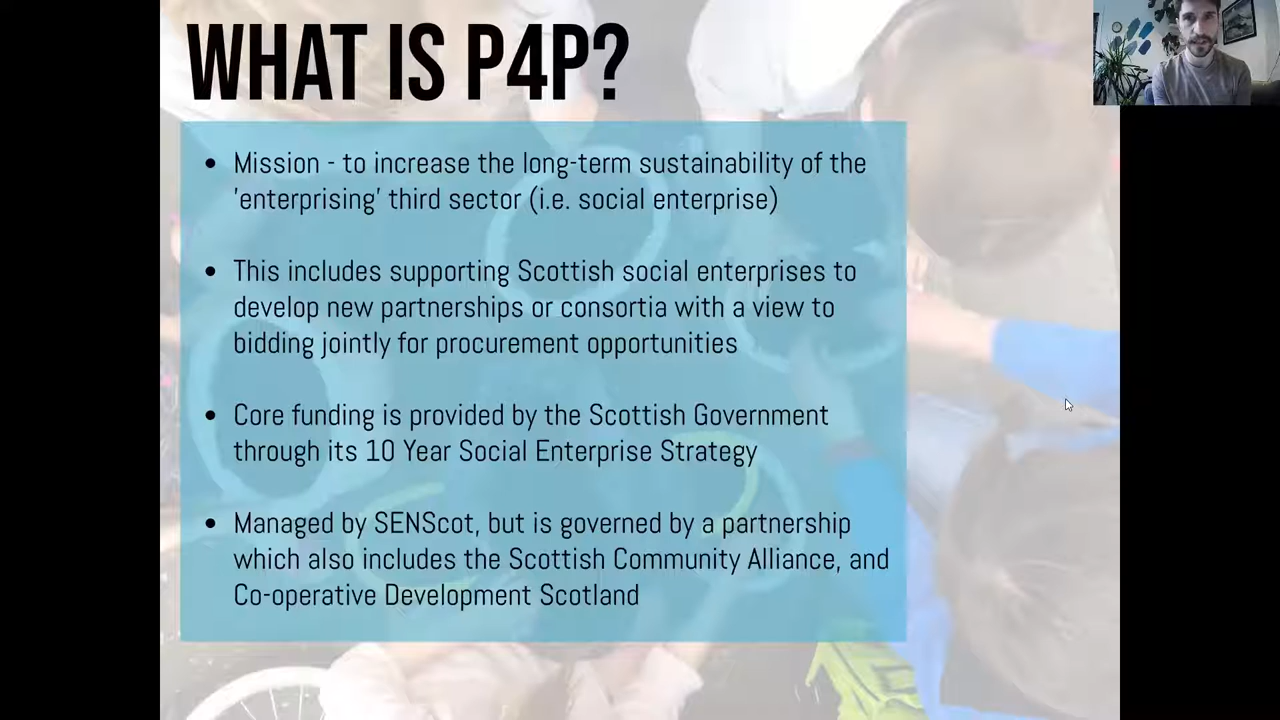 WHAT IS P4P?
• Mission - to increase the long-term sustainability of the
'enterprising' third sector (i.e. social enterprise)
• This includes supporting Scottish social enterprises to
develop new partnerships or consortia with a view to
bidding jointly for procurement opportunities
• Core funding is provided by the Scottish Government
through its 10 Year Social Enterprise Strategy
• Managed by SENScot, but is governed by a partnership
which also includes the Scottish Community Alliance, and
Co-operative Development Scotland